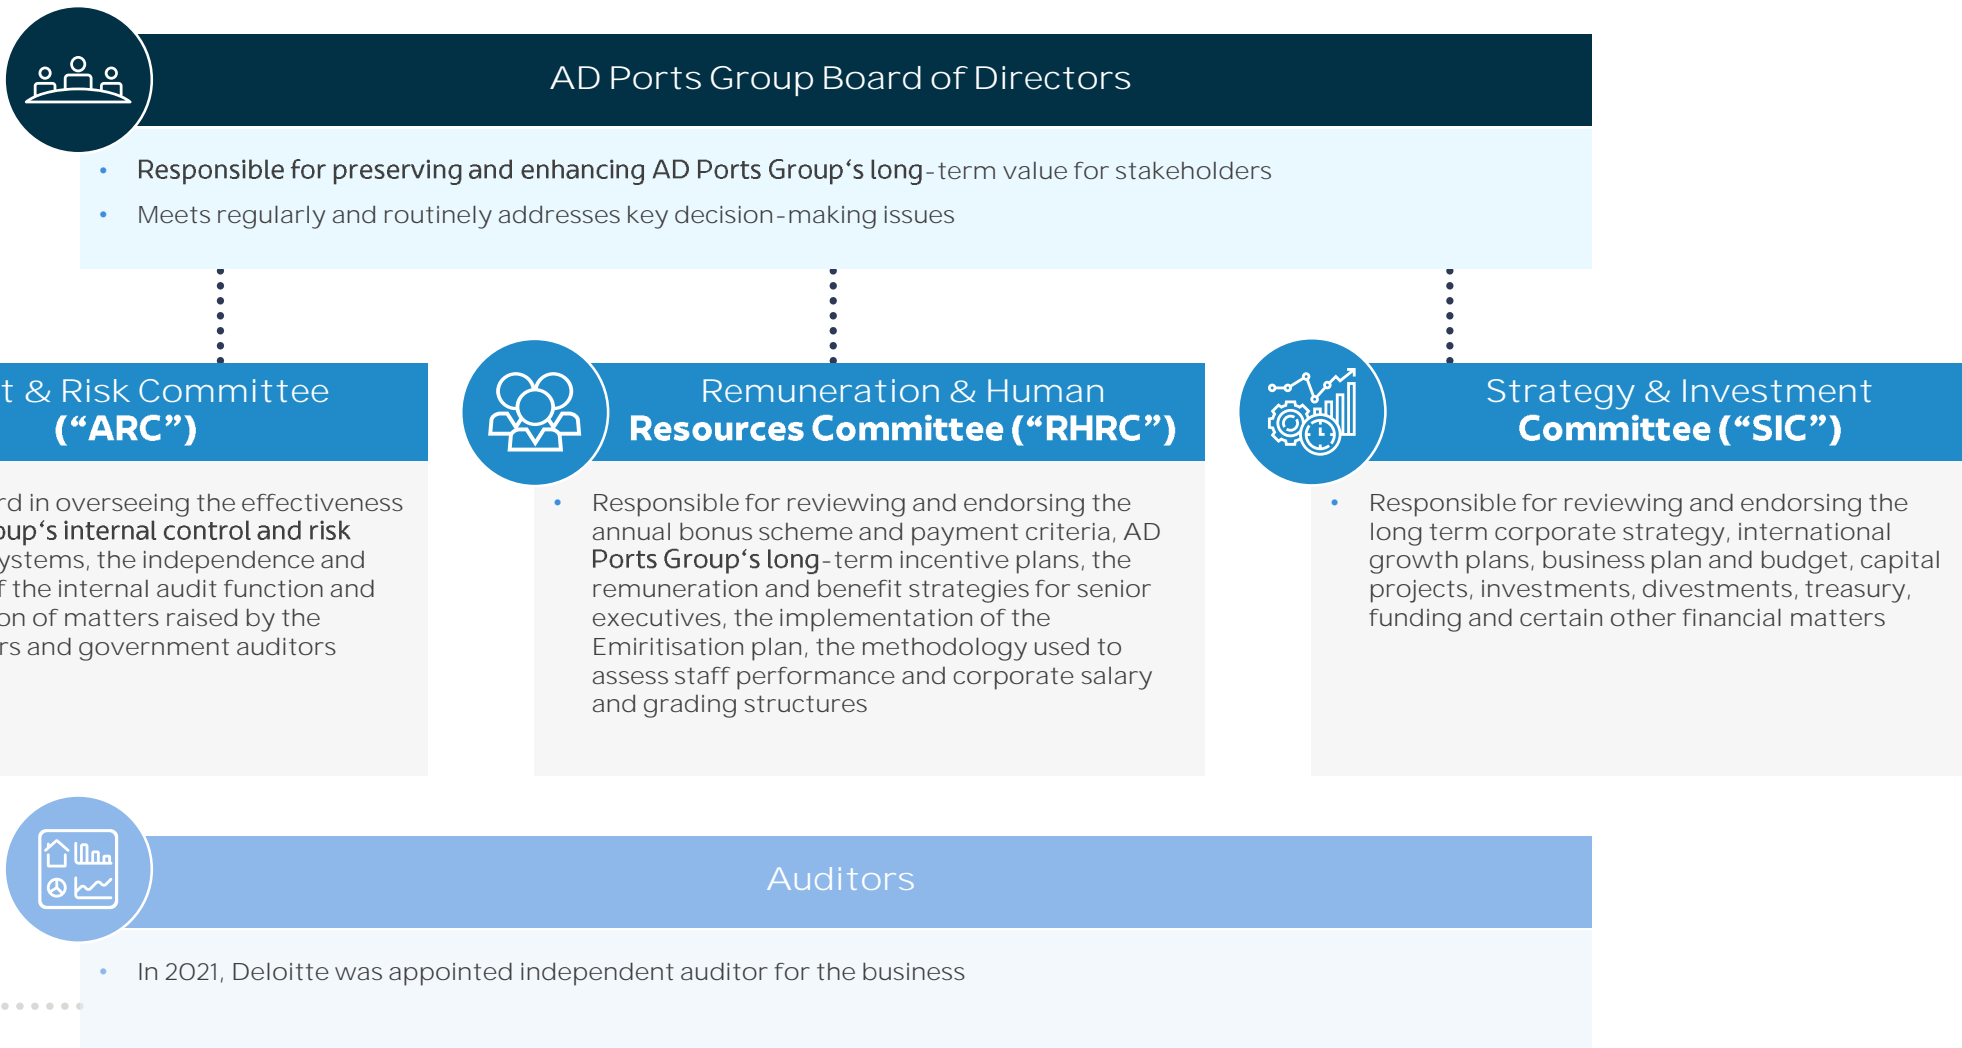 AD Ports Group Board of Directors
• Responsible for preserving and enhancing AD Ports Group‘s long-term value for stakeholders
• Meets regularly and routinely addresses key decision-making issues
& Risk Committee
(“ARC”)
in overseeing the effectiveness
internal control and risk
the independence and
the internal audit function and
of matters raised by the
and government auditors
Remuneration & Human
Resources Committee (“RHRC”)
• Responsible for reviewing and endorsing the
annual bonus scheme and payment criteria, AD
Ports Group‘s long-term incentive plans, the
remuneration and benefit strategies for senior
executives, the implementation of the
Emiritisation plan, the methodology used to
assess staff performance and corporate salary
and grading structures
Strategy & Investment
Committee (“SIC”)
• Responsible for reviewing and endorsing the
long term corporate strategy, international
growth plans, business plan and budget, capital
projects, investments, divestments, treasury,
funding and certain other financial matters
Auditors
• In 2021, Deloitte was appointed independent auditor for the business